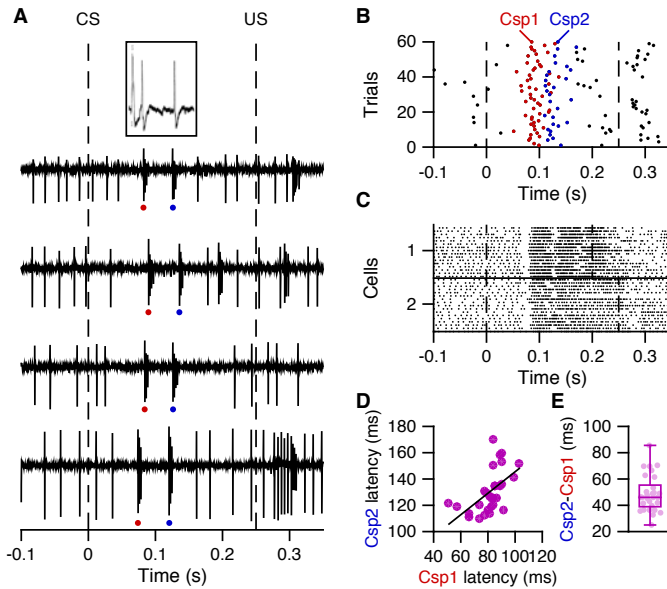 A
CS
US
-0.1
0
0.1
0.2
0.3
Time (s)
B
Csp1
Csp2
60
40
20
0
Trials
-0.1
0
0.1
0.2
0.3
Time (s)
C
1
2
Cells
-0.1
0
0.1
0.2
0.3
Time (s)
D
180
160
140
120
100
Csp2 latency (ms)
40
60
80
100
120
Csp1 latency (ms)
E
100
80
60
40
20
Csp2-Csp1 (ms)